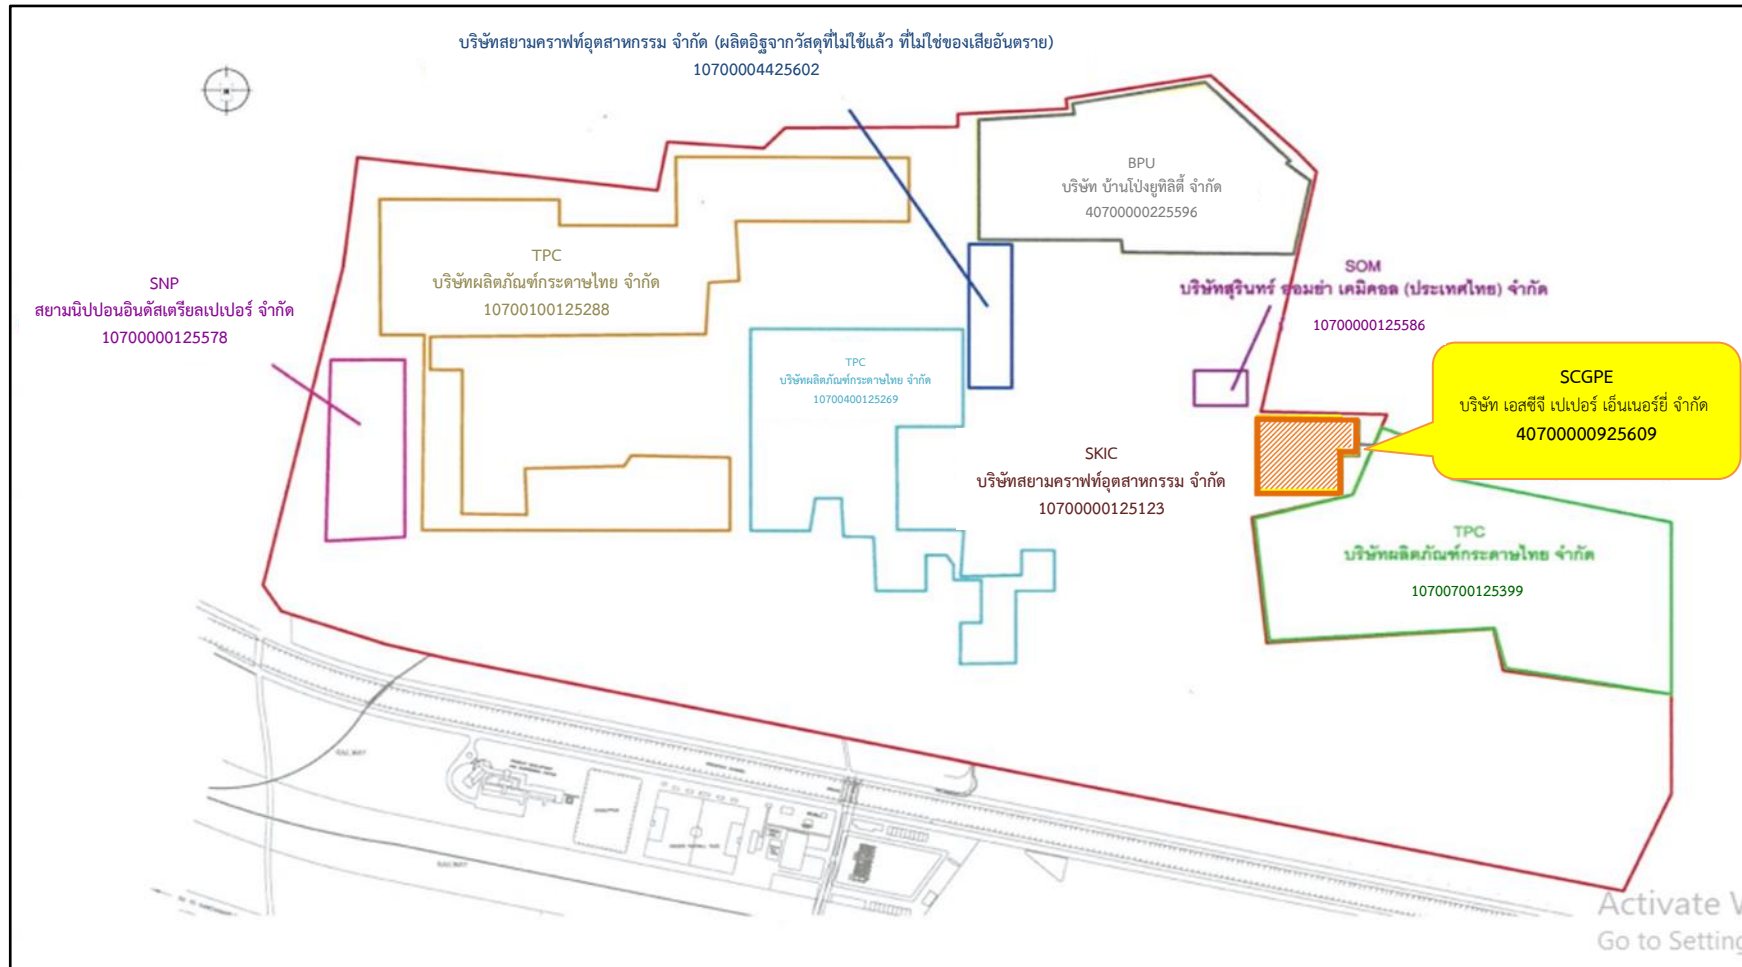 บริษัทสยามคราฟท์อุตสาหกรรม จำกัด (ผลิตอิฐจากวัสดุที่ไม่ใช้แล้ว ที่ไม่ใช่ของเสียอันตราย)
10700004425602
BPU
บริษัท บ้านโป่งยูทิลิตี้ จำกัด
40700000225596
TPC
บริษัทผลิตภัณฑ์กระดาษไทย จำกัด
10700100125288
SNP
สยามนิปปอนอินดัสเตรียลเปเปอร์ จำกัด
10700000125578
SOM
บริษัทสุรินทร์ ออมย่า เคมิคอล (ประเทศไทย) จำกัด
10700000125586
TPC
บริษัทผลิตภัณฑ์กระดาษไทย จำกัด
10700400125269
SCGPE
บริษัท เอสซีจี เปเปอร์ เอ็นเนอร์ยี่ จำกัด
40700000925609
SKIC
บริษัทสยามคราฟท์อุตสาหกรรม จำกัด
10700000125123
TPC
บริษัทผลิตภัณฑ์กระดาษไทย จำกัด
10700700125399
RAILWAY
RAILWAY
Activate
Go to Setting